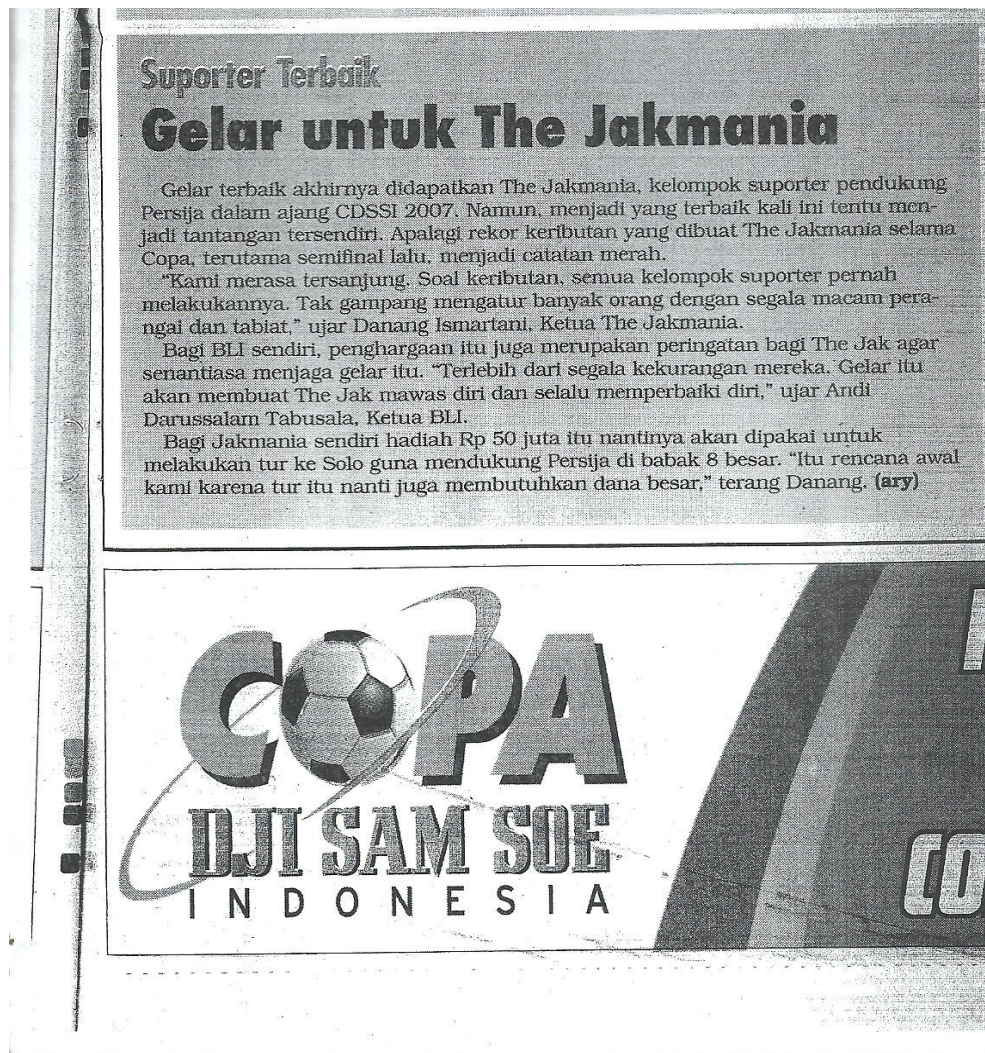 Suporter Terbaik
Gelar untuk The Jakmania
Gelar terbaik akhirnya didapatkan The Jakmania, kelompok suporter pendukung
Persija dalam ajang CDSSI 2007. Namun, menjadi yang terbaik kali ini tentu men-
jadi tantangan tersendiri. Apalagi rekor keributan yang dibuat The Jakmania selama
Copa, terutama semifinal lalu, menjadi catatan merah.
"Kami merasa tersanjung. Soal keributan, semua kelompok suporter pernah
melakukannya. Tak gampang mengatur banyak orang dengan segala macam pera-
ngai dan tabiat," ujar Danang Ismartani, Ketua The Jakmania.
Bagi BLI sendiri, penghargaan itu juga merupakan peringatan bagi The Jak agar
senantiasa menjaga gelar itu. "Terlebih dari segala kekurangan mereka. Gelar itu
akan membuat The Jak mawas diri dan selalu memperbaiki diri," ujar Andi
Darussalam Tabusala, Ketua BLI.
Bagi Jakmania sendiri hadiah Rp 50 juta itu nantinya akan dipakai untuk
melakukan tur ke Solo guna mendukung Persija di babak 8 besar. "Itu rencana awal
kami karena tur itu nanti juga membutuhkan dana besar," terang Danang. (ary)
COPA
DJI SAM SOE
INDONESIA
CO